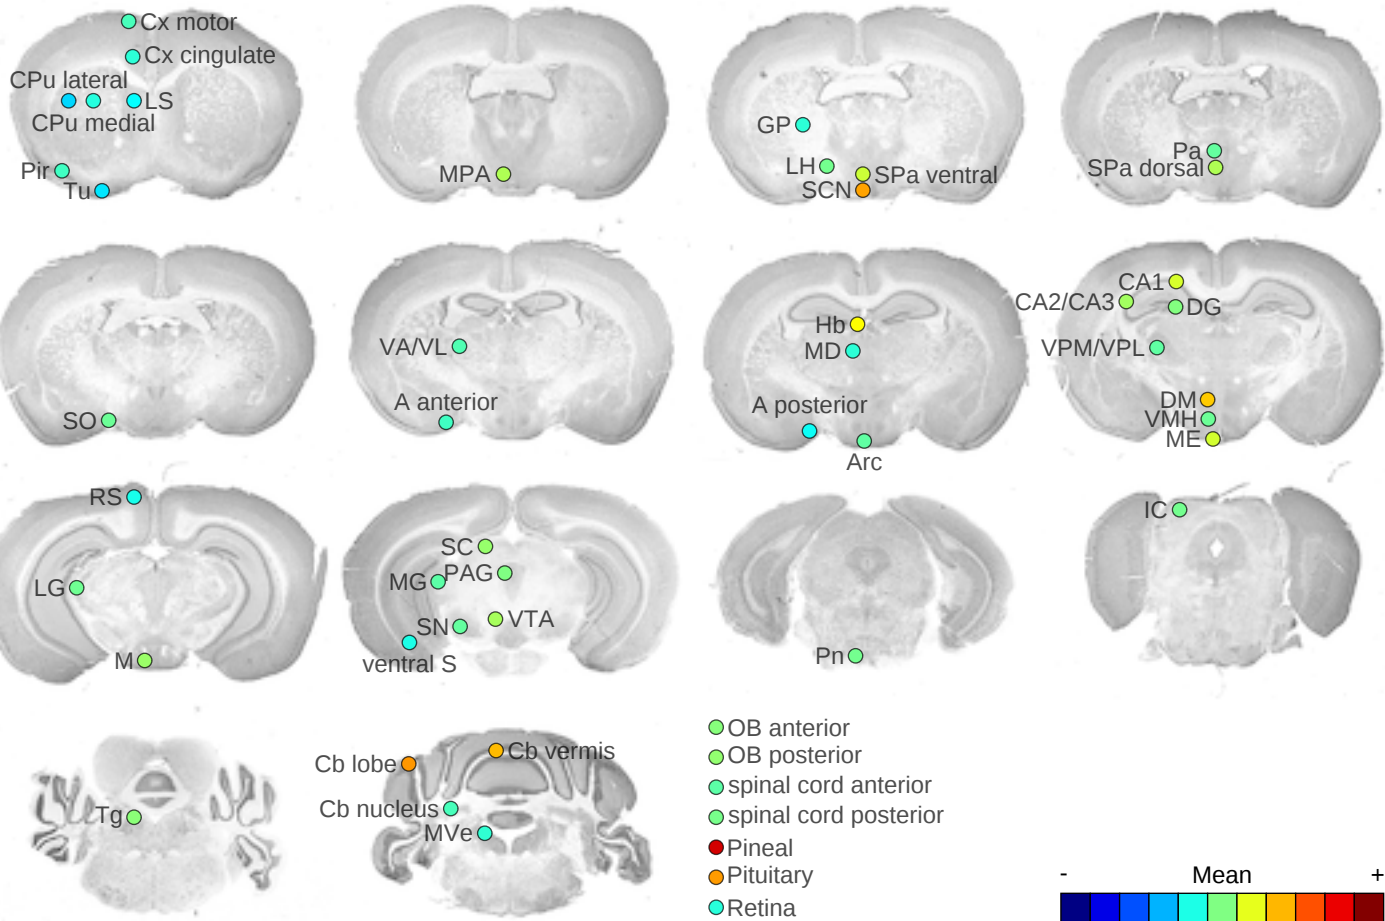 Cx motor
Cx cingulate
CPu lateral
LS
CPu medial
Pir
Tu
MPA
GP
LH
SPa ventral
SCN
Pa
SPa dorsal
SO
VA/VL
A anterior
Hb
MD
A posterior
Arc
CA1
CA2/CA3
DG
VPM/VPL
DM
VMH
ME
RS
LG
M
SC
MG PAG
SN VTA
ventral S
Pn
IC
Tg
Cb lobe
Cb vermis
Cb nucleus
MVe
OB anterior
OB posterior
spinal cord anterior
spinal cord posterior
Pineal
Pituitary
Retina
- Mean +